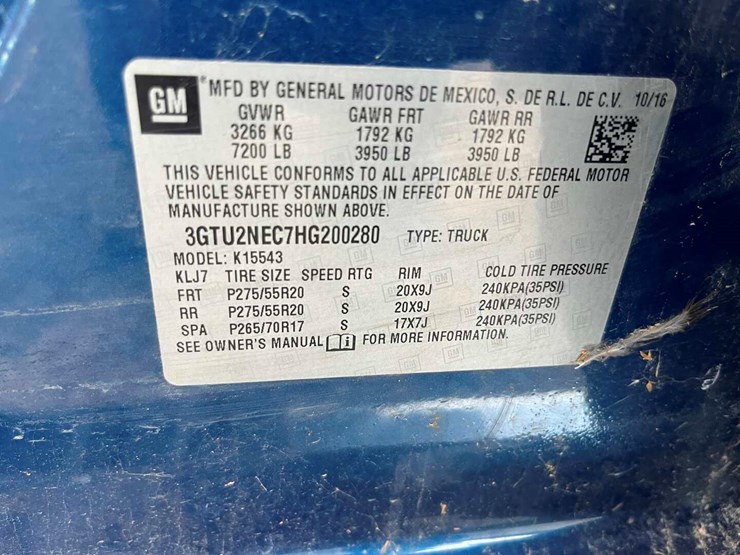 GM MFD BY GENERAL MOTORS DE MEXICO, S. DE R.L. DE C.V. 10/16
GVWR GAWR FRT GAWR RR
3266 KG 1792 KG 1792 KG
7200 LB 3950 LB 3950 LB
THIS VEHICLE CONFORMS TO ALL APPLICABLE U.S. FEDERAL MOTOR
VEHICLE SAFETY STANDARDS IN EFFECT ON THE DATE OF
MANUFACTURE SHOWN ABOVE.
3GTU2NEC7HG200280 TYPE: TRUCK
MODEL: K15543
KLJ7 TIRE SIZE SPEED RTG RIM COLD TIRE PRESSURE
FRT P275/55R20 S 20X9J 240KPA(35PSI)
RR P275/55R20 S 20X9J 240KPA(35PSI)
SPA P265/70R17 S 17X7J 240KPA(35PSI)
SEE OWNER'S MANUAL i FOR MORE INFORMATION.